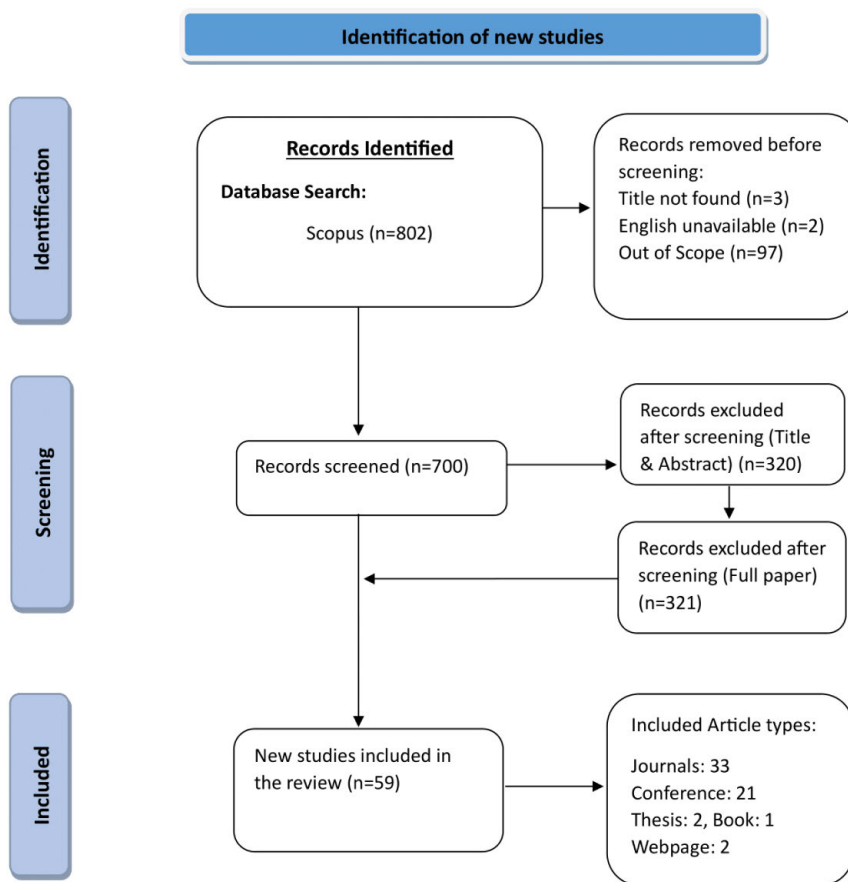 Identification of new studies
Identification
Records Identified
Database Search:
Scopus (n=802)
Records removed before
screening:
Title not found (n=3)
English unavailable (n=2)
Out of Scope (n=97)
Screening
Records screened (n=700)
Records excluded
after screening (Title
& Abstract) (n=320)
Records excluded after
screening (Full paper)
(n=321)
Included
New studies included in
the review (n=59)
Included Article types:
Journals: 33
Conference: 21
Thesis: 2, Book: 1
Webpage: 2